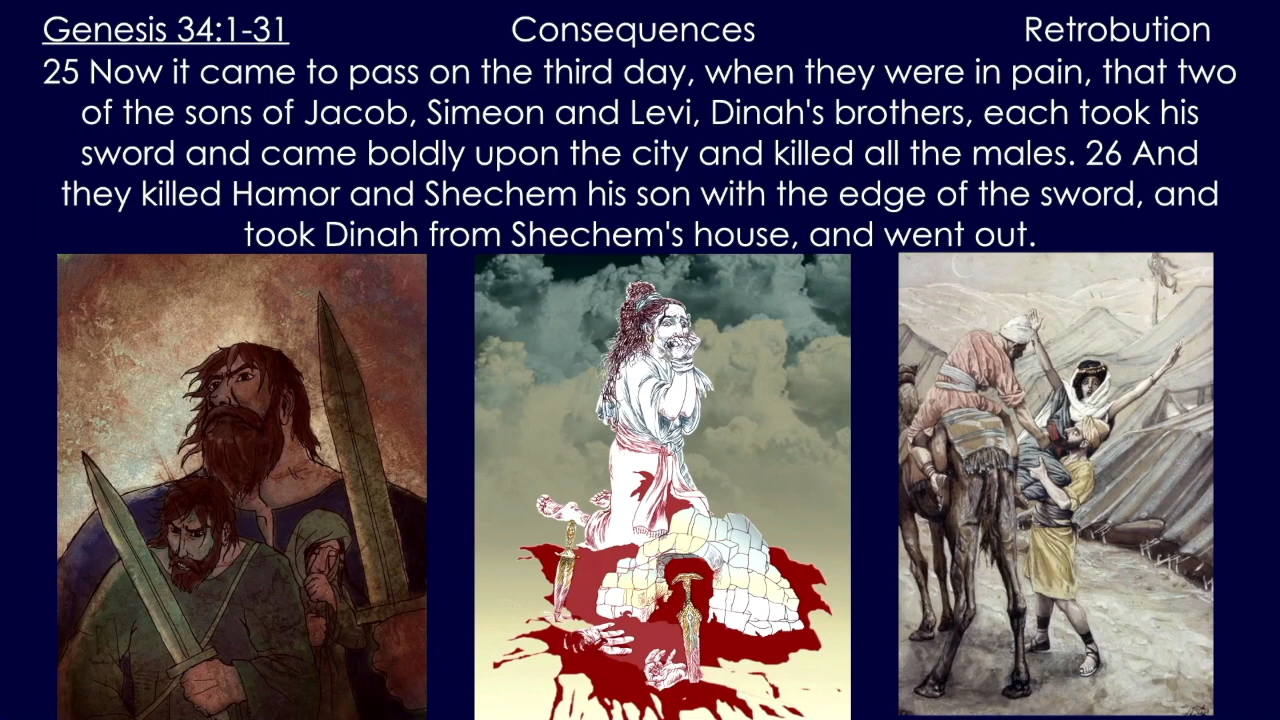 Genesis 34:1-31 Consequences Retrobution
25 Now it came to pass on the third day, when they were in pain, that two
of the sons of Jacob, Simeon and Levi, Dinah's brothers, each took his
sword and came boldly upon the city and killed all the males. 26 And
they killed Hamor and Shechem his son with the edge of the sword, and
took Dinah from Shechem's house, and went out.